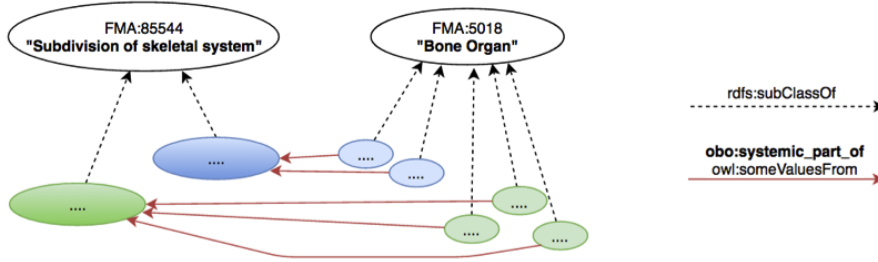 FMA:85544
"Subdivision of skeletal system"
FMA:5018
"Bone Organ"
rdfs:subClassOf
obo:systemic_part_of
owl:someValuesFrom
....
....
....
....
....
....
....